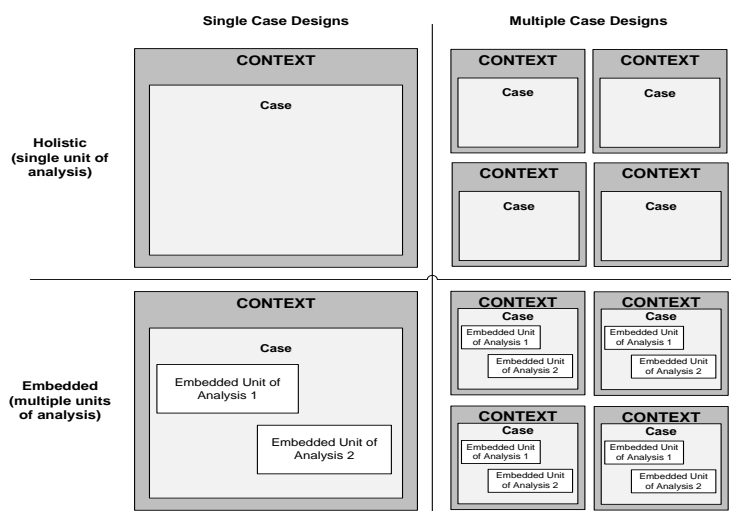 Single Case Designs
Multiple Case Designs
Holistic
(single unit of
analysis)
CONTEXT
Case
CONTEXT
Case
CONTEXT
Case
CONTEXT
Case
CONTEXT
Case
Embedded
(multiple units
of analysis)
CONTEXT
Case
Embedded Unit of
Analysis 1
Embedded Unit of
Analysis 2
CONTEXT
Case
Embedded Unit
of Analysis 1
Embedded Unit
of Analysis 2
CONTEXT
Case
Embedded Unit
of Analysis 1
Embedded Unit
of Analysis 2
CONTEXT
Case
Embedded Unit
of Analysis 1
Embedded Unit
of Analysis 2
CONTEXT
Case
Embedded Unit
of Analysis 1
Embedded Unit
of Analysis 2